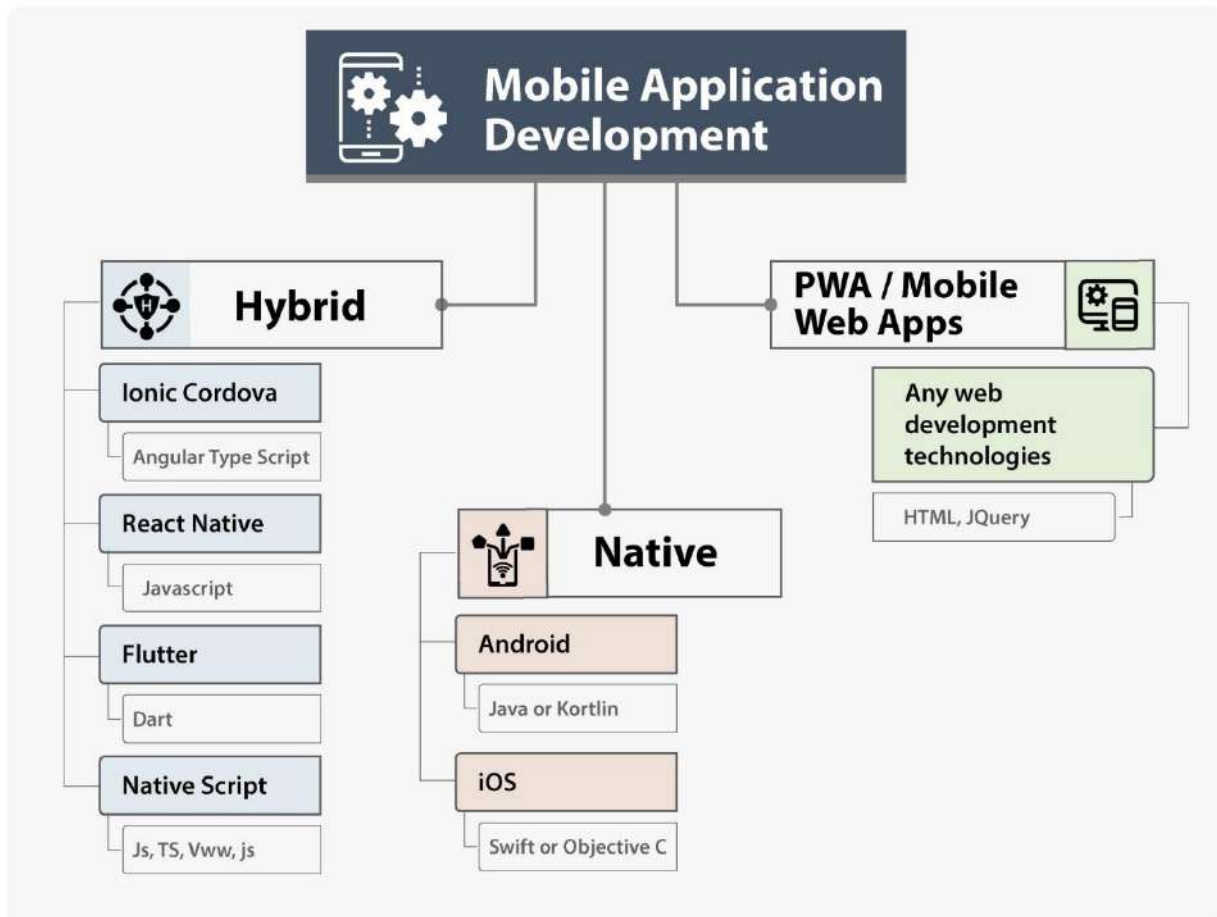 Mobile Application
Development
Hybrid
Ionic Cordova
Angular Type Script
React Native
Javascript
Flutter
Dart
Native Script
Js, TS, Vww, js
Native
Android
Java or Kortlin
iOS
Swift or Objective C
PWA / Mobile
Web Apps
Any web
development
technologies
HTML, JQuery